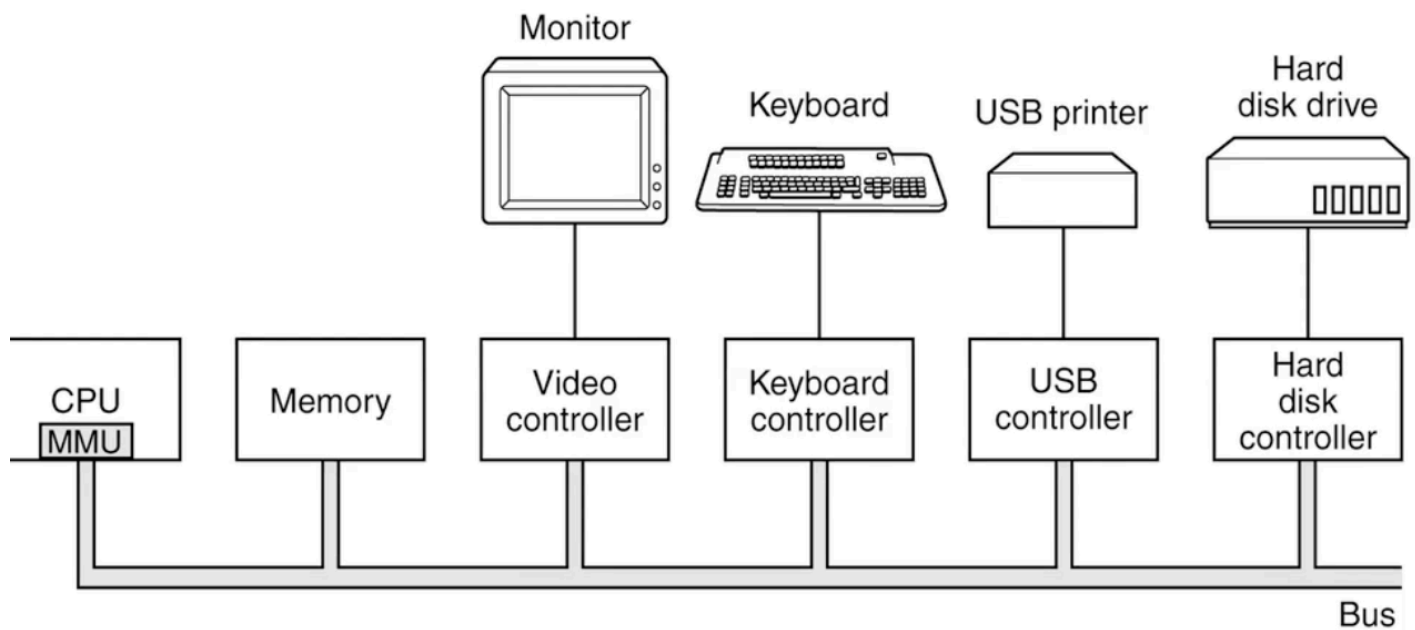 Monitor
Keyboard
USB printer
Hard
disk drive
CPU
MMU
Memory
Video
controller
Keyboard
controller
USB
controller
Hard
disk
controller
Bus